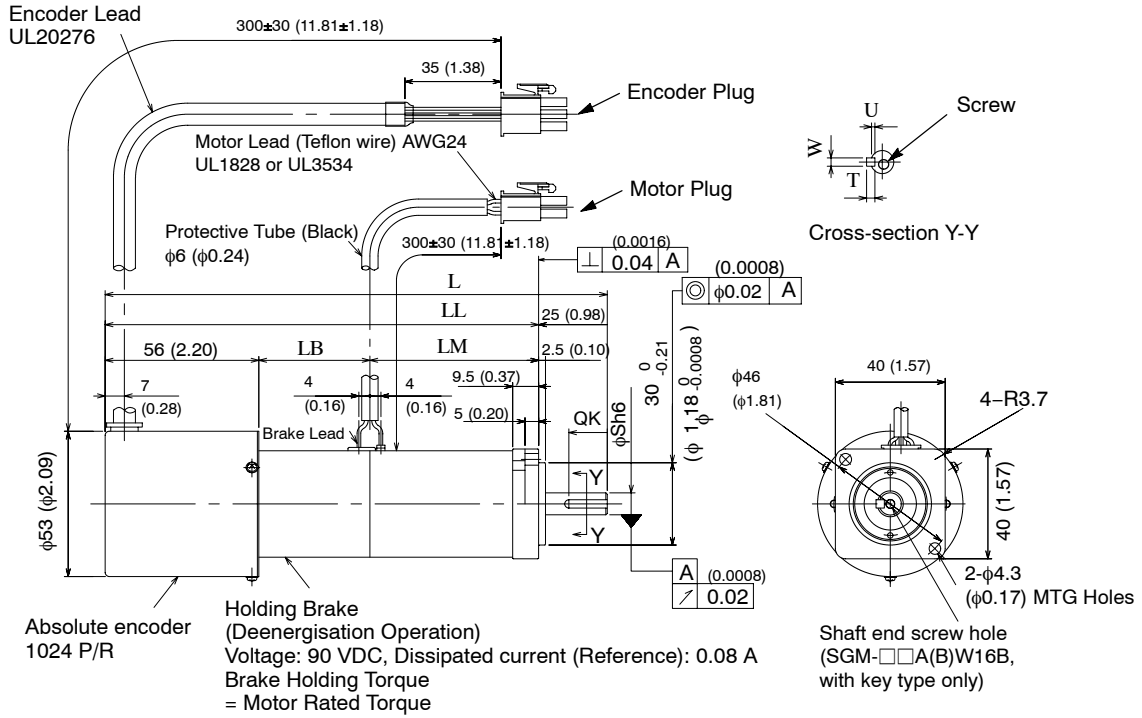 Encoder Lead
UL20276
300±30 (11.81±1.18)
35 (1.38)
Encoder Plug
Motor Lead (Teflon wire) AWG24
UL1828 or UL3534
Motor Plug
Protective Tube (Black)
φ6 (φ0.24)
300±30 (11.81±1.18)
U
Screw
W
T
Cross-section Y-Y
(0.0016)
⊥ 0.04 A
(0.0008)
◎ φ0.02 A
L
LL
25 (0.98)
56 (2.20)
LB
LM
2.5 (0.10)
7
(0.28)
4
(0.16)
4
(0.16)
9.5 (0.37)
5 (0.20)
Brake Lead
QK
φSh6
30 0 -0.21
(φ 1.18 0 -0.0008)
φ
Y
Y
φ53 (φ2.09)
A
(0.0008)
↗ 0.02
40 (1.57)
φ46
(φ1.81)
4–R3.7
40 (1.57)
2-φ4.3
(φ0.17) MTG Holes
Shaft end screw hole
(SGM-□□A(B)W16B,
with key type only)
Absolute encoder
1024 P/R
Holding Brake
(Deenergisation Operation)
Voltage: 90 VDC, Dissipated current (Reference): 0.08 A
Brake Holding Torque
= Motor Rated Torque